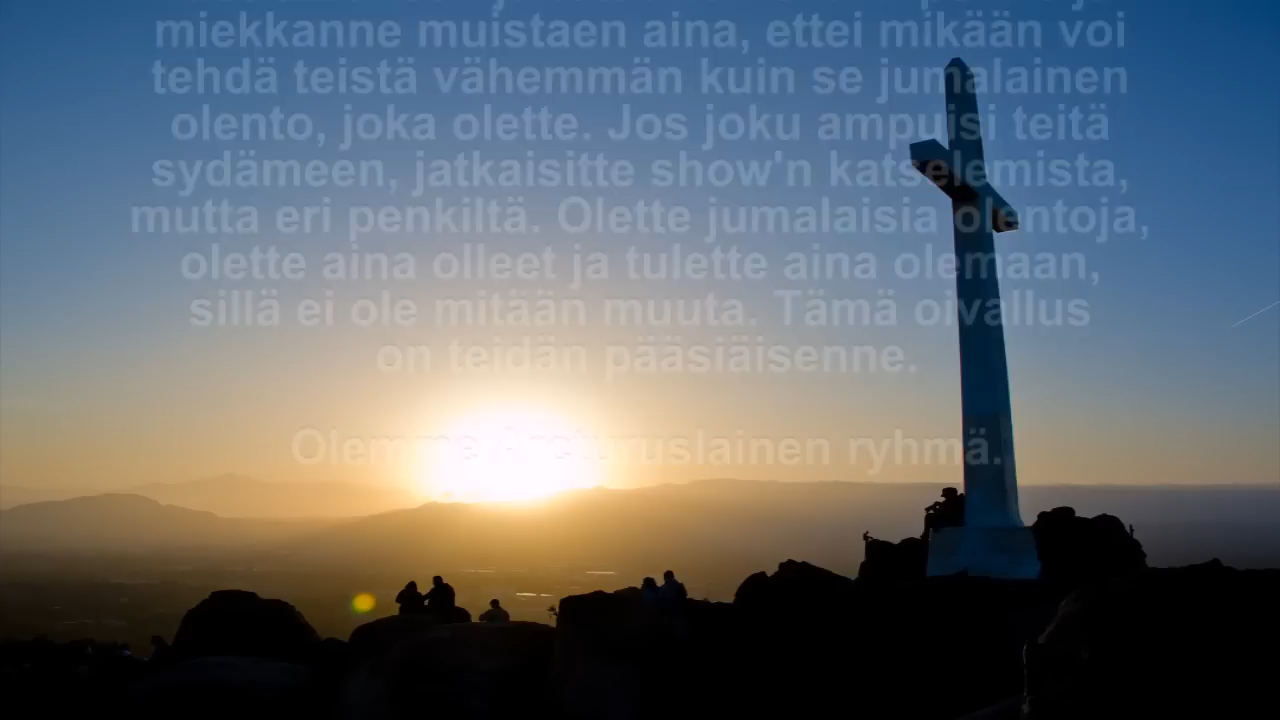 miekkanne muistaen aina, ettei mikään voi
tehdä teistä vähemmän kuin se jumalainen
olento, joka olette. Jos joku ampuisi teitä
sydämeen, jatkaisitte show'n katselemista,
mutta eri penkiltä. Olette jumalaisia olentoja,
olette aina olleet ja tulette aina olemaan,
sillä ei ole mitään muuta. Tämä oivallus
on teidän pääsiäisenne.
Olemme Arcturuslainen ryhmä.